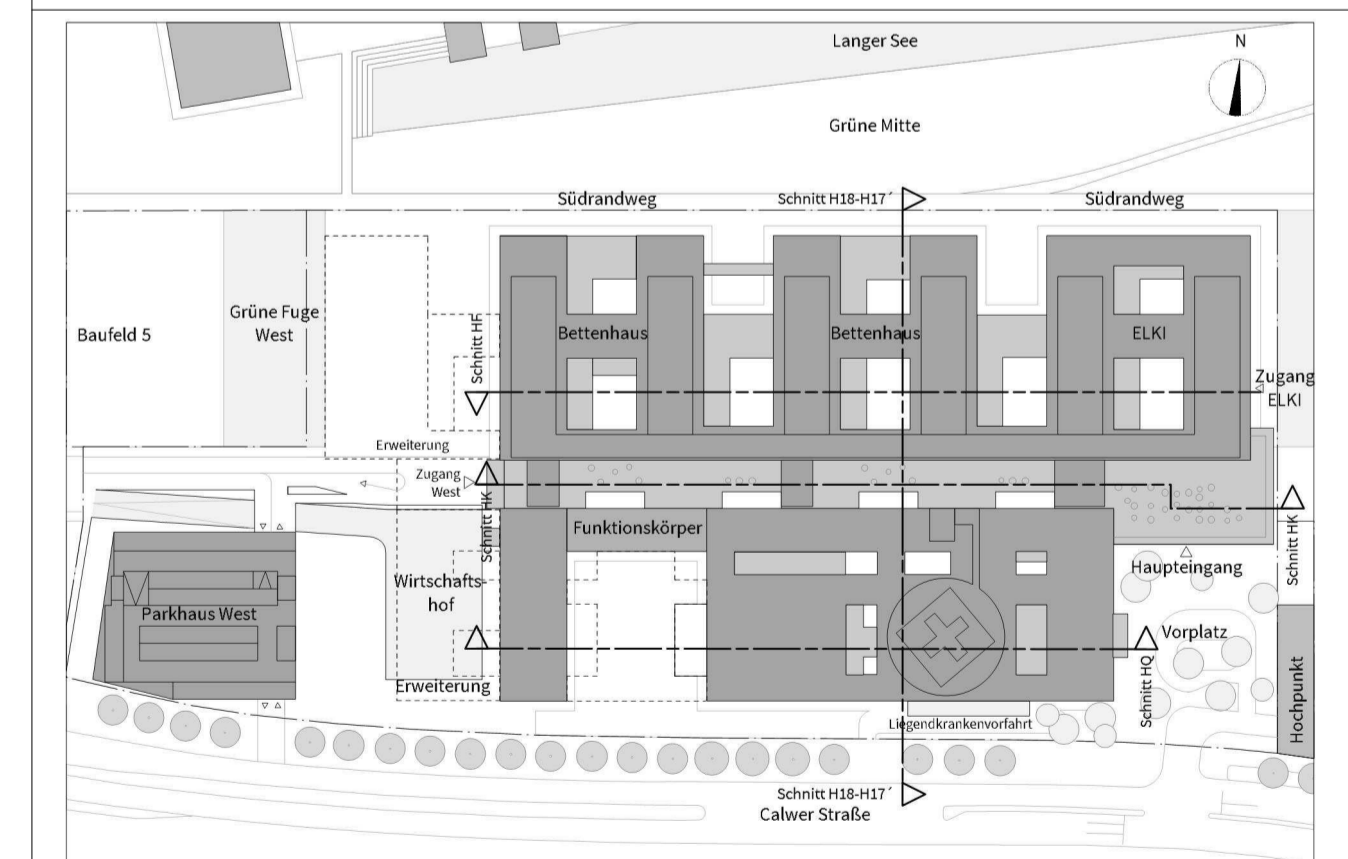 Langer See
N
Grüne Mitte
Südrandweg
Schnitt H18-H17´
Südrandweg
Grüne Fuge
West
Baufeld 5
Schnitt HF
Bettenhaus
Bettenhaus
ELKI
Zugang
ELKI
Erweiterung
Zugang
West
Schnitt HK
Funktionskörper
Schnitt HK
Haupteingang
Wirtschafts-
hof
Parkhaus West
Vorplatz
Erweiterung
Schnitt HQ
Hochpunkt
Liegendkrankenvorfahrt
Schnitt H18-H17´
Calwer Straße